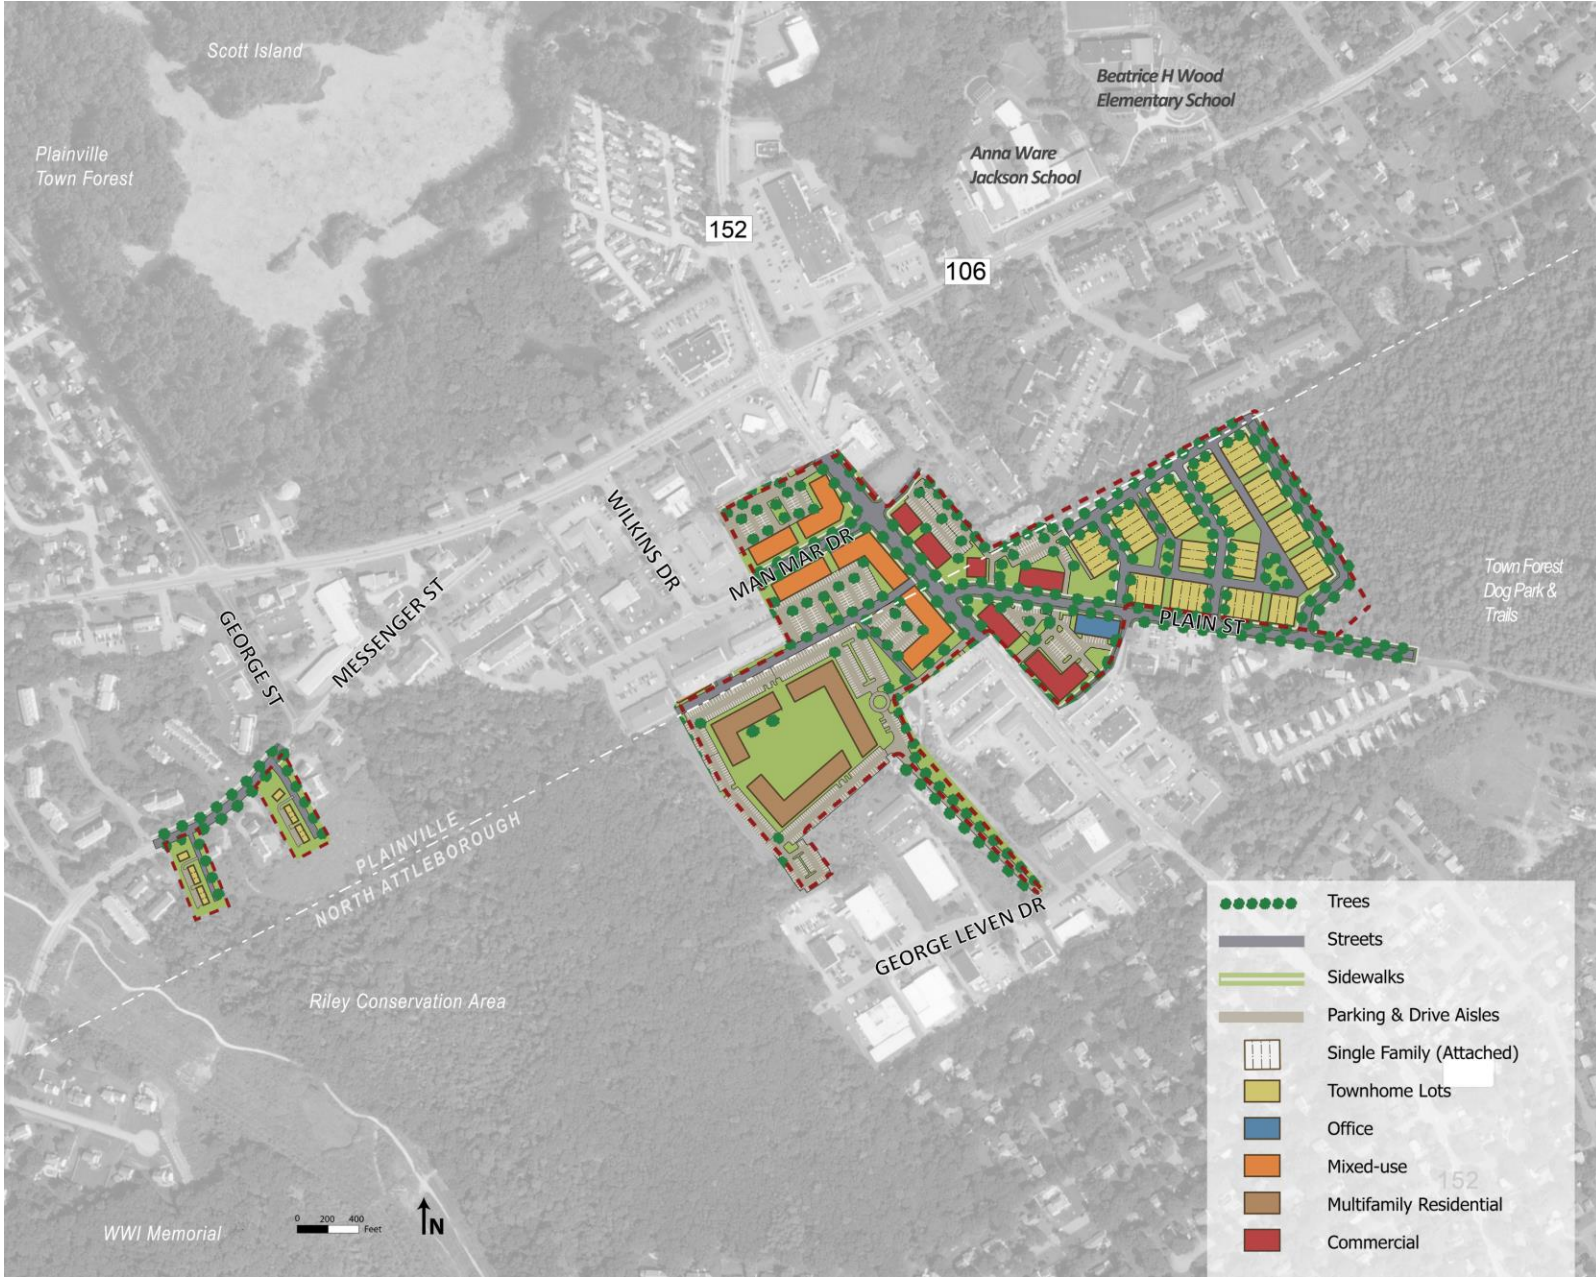 Scott Island
Beatrice H Wood
Elementary School
Plainville
Town Forest
Anna Ware
Jackson School
152
106
WILKINS DR
MAN MAR DR
Town Forest
Dog Park &
Trails
GEORGE ST
MESSENGER ST
PLAIN ST
PLAINVILLE
NORTH ATTLEBOROUGH
GEORGE LEVEN DR
Riley Conservation Area
WWI Memorial
0 200 400
Feet
N
Trees
Streets
Sidewalks
Parking & Drive Aisles
Single Family (Attached)
Townhome Lots
Office
Mixed-use
152
Multifamily Residential
Commercial